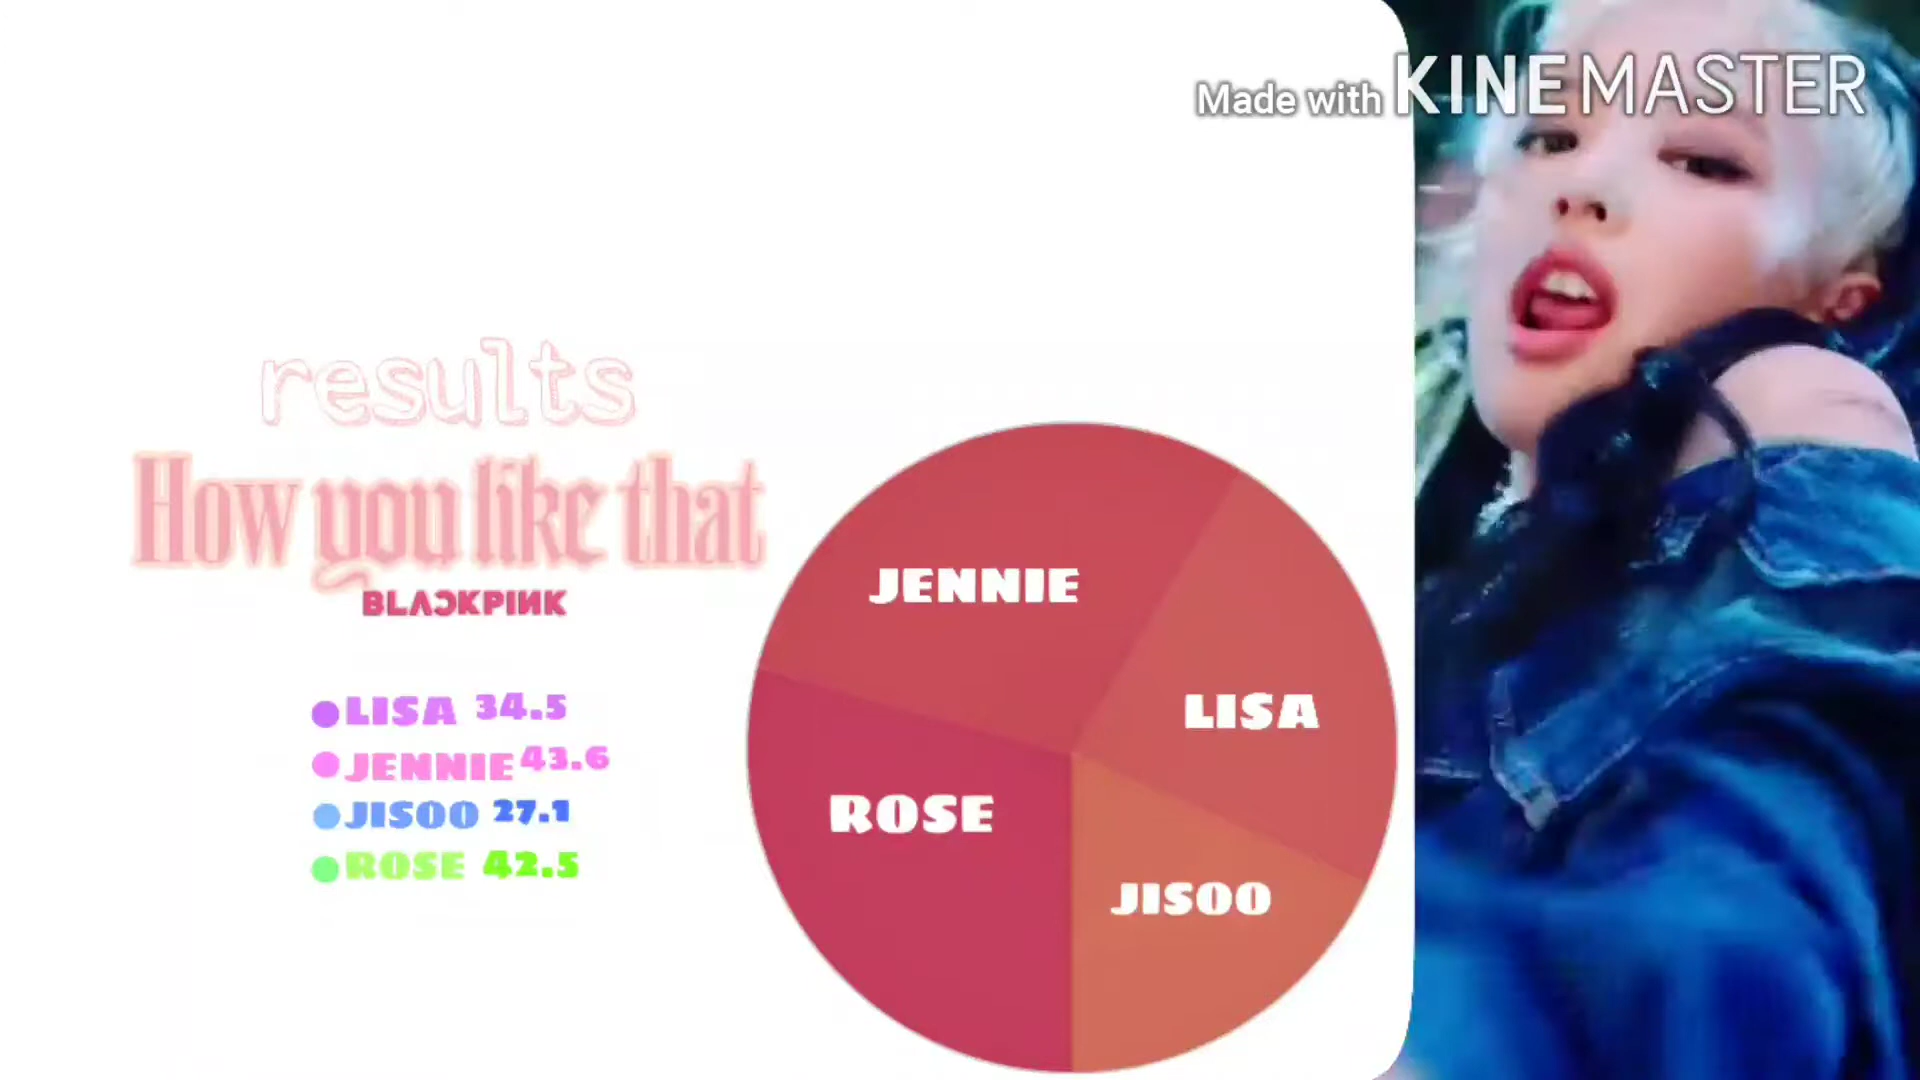 Made with KINEMASTER
results
How you like that
BLΛƆKPIИK
LISA 34.5
JENNIE 43.6
JISOO 27.1
ROSE 42.5
JENNIE
LISA
ROSE
JISOO